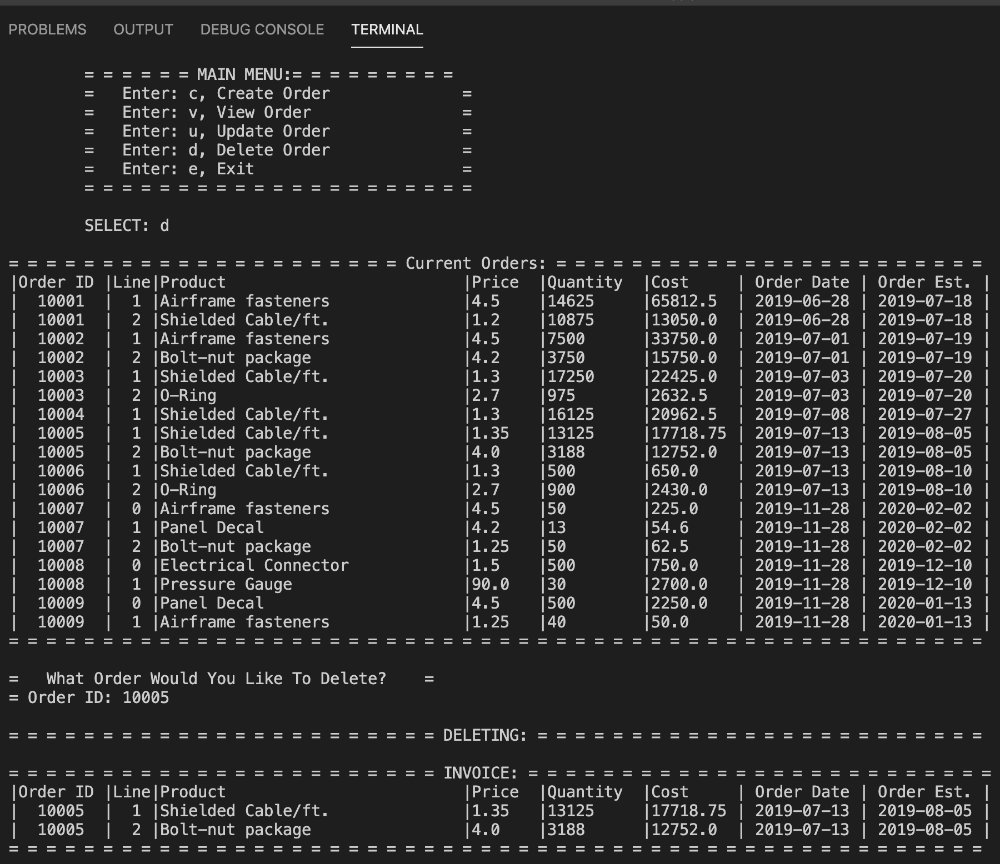 PROBLEMS OUTPUT DEBUG CONSOLE TERMINAL
= = = = = = MAIN MENU:= = = = = = = = =
=   Enter: c, Create Order              =
=   Enter: v, View Order                =
=   Enter: u, Update Order              =
=   Enter: d, Delete Order              =
=   Enter: e, Exit                      =
= = = = = = = = = = = = = = = = = = = = =
SELECT: d
= = = = = = = = = = = = = = = = = = = = = Current Orders: = = = = = = = = = = = = = = = = = = = = = = =
|Order ID |Line|Product                         |Price  |Quantity  |Cost     | Order Date | Order Est. |
|  10001  |  1 |Airframe fasteners              |4.5    |14625     |65812.5  | 2019-06-28 | 2019-07-18 |
|  10001  |  2 |Shielded Cable/ft.              |1.2    |10875     |13050.0  | 2019-06-28 | 2019-07-18 |
|  10002  |  1 |Airframe fasteners              |4.5    |7500      |33750.0  | 2019-07-01 | 2019-07-19 |
|  10002  |  2 |Bolt-nut package                |4.2    |3750      |15750.0  | 2019-07-01 | 2019-07-19 |
|  10003  |  1 |Shielded Cable/ft.              |1.3    |17250     |22425.0  | 2019-07-03 | 2019-07-20 |
|  10003  |  2 |O-Ring                          |2.7    |975       |2632.5   | 2019-07-03 | 2019-07-20 |
|  10004  |  1 |Shielded Cable/ft.              |1.3    |16125     |20962.5  | 2019-07-08 | 2019-07-27 |
|  10005  |  1 |Shielded Cable/ft.              |1.35   |13125     |17718.75 | 2019-07-13 | 2019-08-05 |
|  10005  |  2 |Bolt-nut package                |4.0    |3188      |12752.0  | 2019-07-13 | 2019-08-05 |
|  10006  |  1 |Shielded Cable/ft.              |1.3    |500       |650.0    | 2019-07-13 | 2019-08-10 |
|  10006  |  2 |O-Ring                          |2.7    |900       |2430.0   | 2019-07-13 | 2019-08-10 |
|  10007  |  0 |Airframe fasteners              |4.5    |50        |225.0    | 2019-11-28 | 2020-02-02 |
|  10007  |  1 |Panel Decal                     |4.2    |13        |54.6     | 2019-11-28 | 2020-02-02 |
|  10007  |  2 |Bolt-nut package                |1.25   |50        |62.5     | 2019-11-28 | 2020-02-02 |
|  10008  |  0 |Electrical Connector            |1.5    |500       |750.0    | 2019-11-28 | 2019-12-10 |
|  10008  |  1 |Pressure Gauge                  |90.0   |30        |2700.0   | 2019-11-28 | 2019-12-10 |
|  10009  |  0 |Panel Decal                     |4.5    |500       |2250.0   | 2019-11-28 | 2020-01-13 |
|  10009  |  1 |Airframe fasteners              |1.25   |40        |50.0     | 2019-11-28 | 2020-01-13 |
= = = = = = = = = = = = = = = = = = = = = = = = = = = = = = = = = = = = = = = = = = = = = = = = = = = =
=   What Order Would You Like To Delete?    =
= Order ID: 10005
= = = = = = = = = = = = = = = = = = = = = = = DELETING: = = = = = = = = = = = = = = = = = = = = = = = =
= = = = = = = = = = = = = = = = = = = = = = = INVOICE: = = = = = = = = = = = = = = = = = = = = = = = = =
|Order ID |Line|Product                         |Price  |Quantity  |Cost     | Order Date | Order Est. |
|  10005  |  1 |Shielded Cable/ft.              |1.35   |13125     |17718.75 | 2019-07-13 | 2019-08-05 |
|  10005  |  2 |Bolt-nut package                |4.0    |3188      |12752.0  | 2019-07-13 | 2019-08-05 |
= = = = = = = = = = = = = = = = = = = = = = = = = = = = = = = = = = = = = = = = = = = = = = = = = = = =